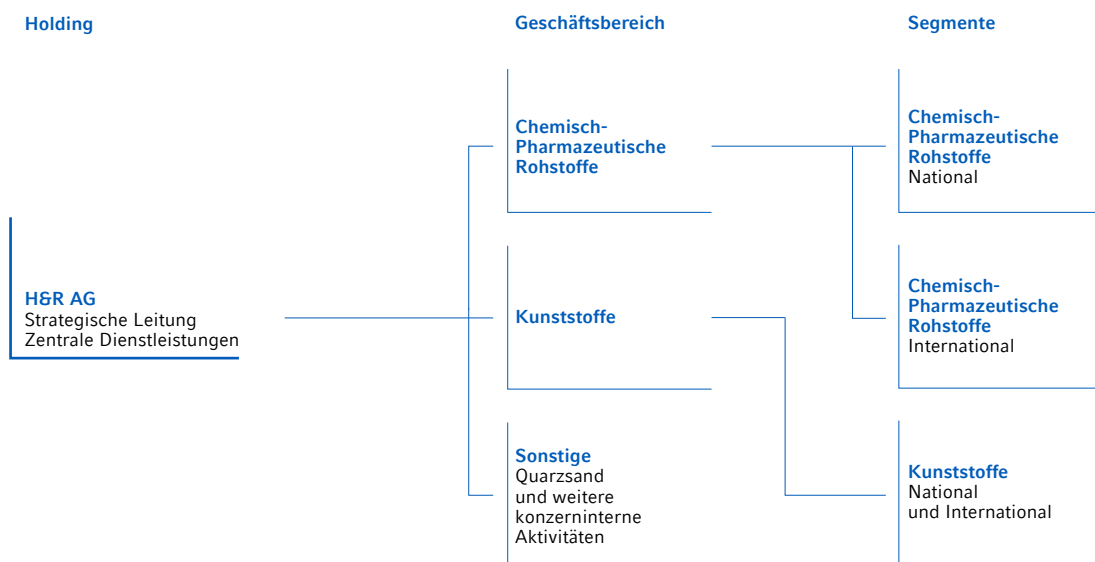 Holding
Geschäftsbereich
Segmente
H&R AG
Strategische Leitung
Zentrale Dienstleistungen
Chemisch-
Pharmazeutische
Rohstoffe
Kunststoffe
Sonstige
Quarzsand
und weitere
konzerninterne
Aktivitäten
Chemisch-
Pharmazeutische
Rohstoffe
National
Chemisch-
Pharmazeutische
Rohstoffe
International
Kunststoffe
National
und International